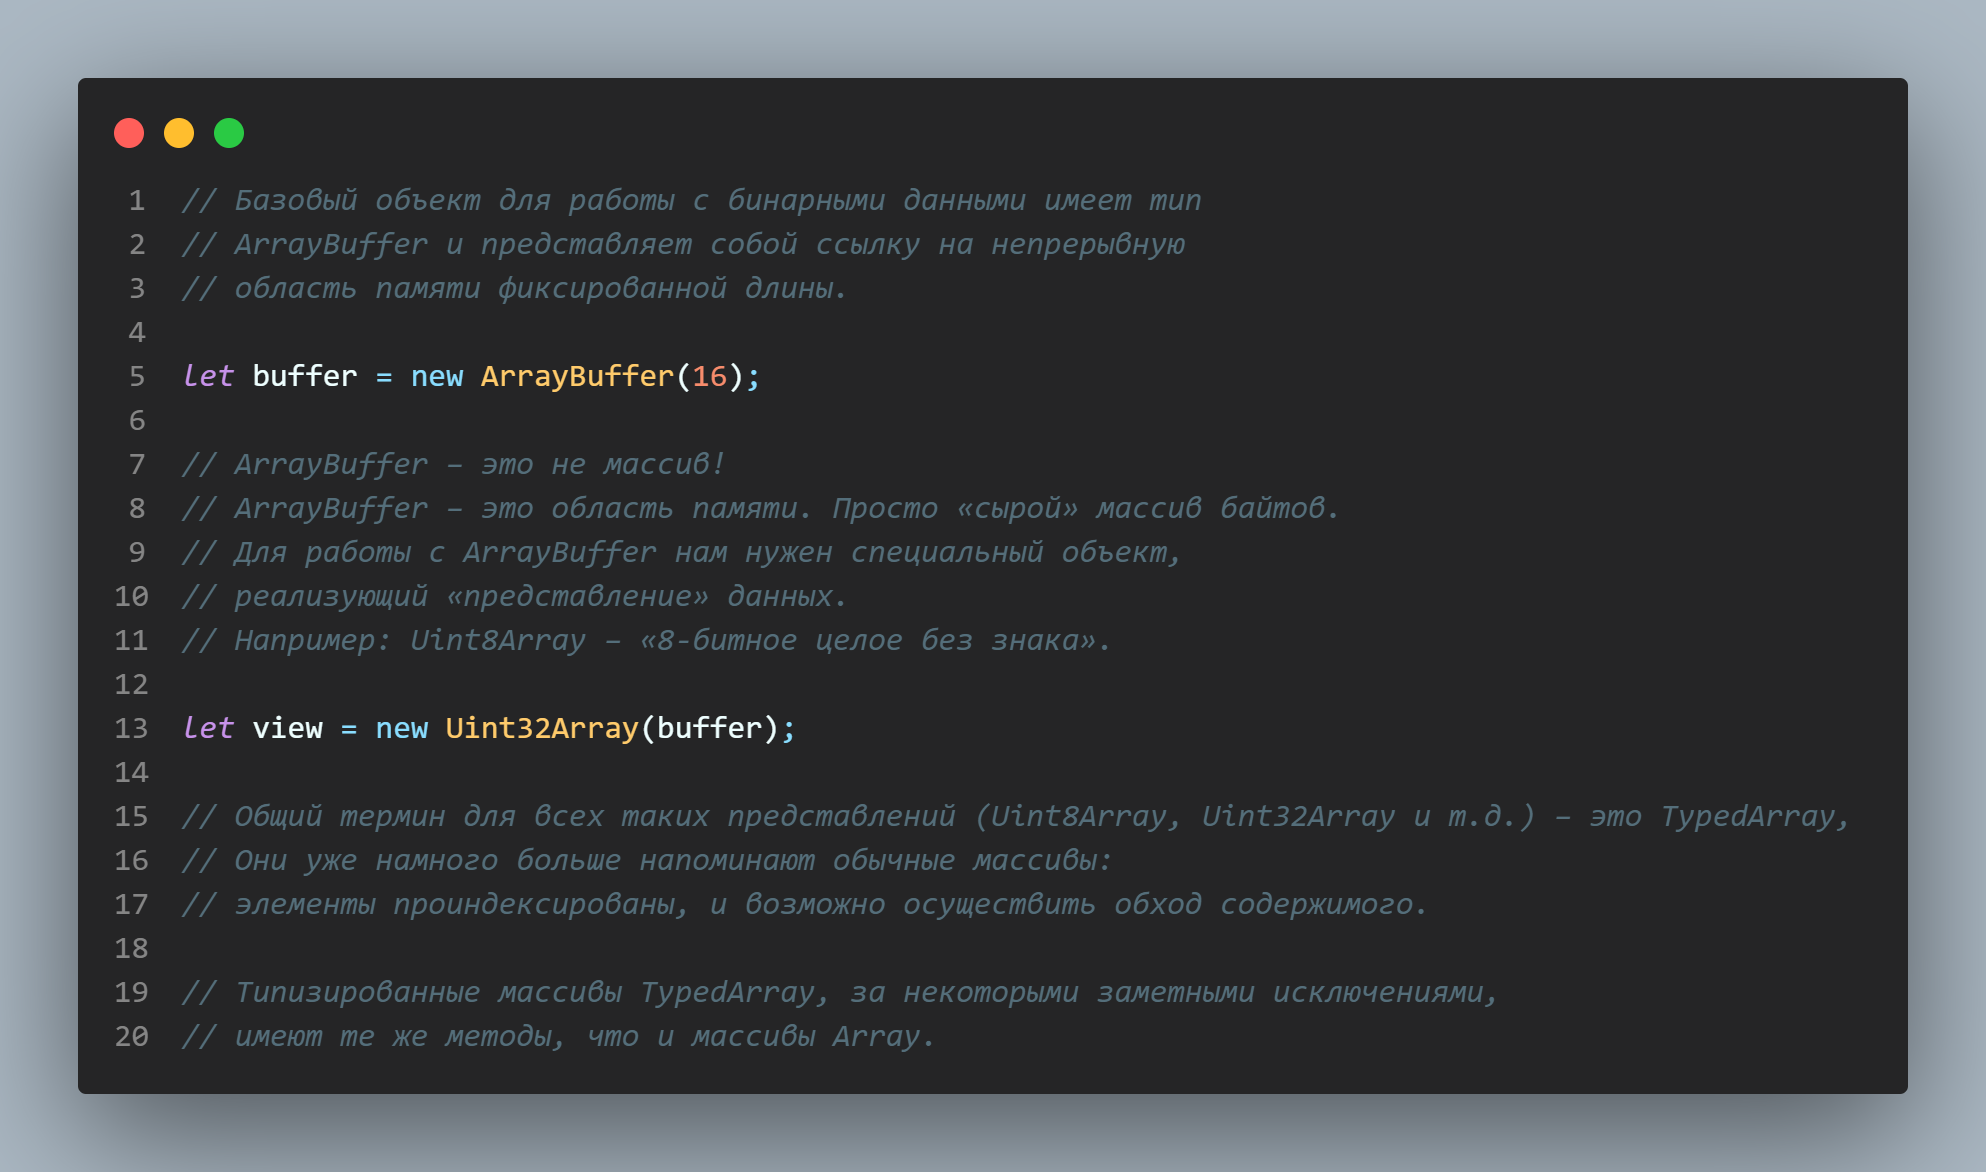 1 // Базовый объект для работы с бинарными данными имеет тип
2 // ArrayBuffer и представляет собой ссылку на непрерывную
3 // область памяти фиксированной длины.
4
5 let buffer = new ArrayBuffer(16);
6
7 // ArrayBuffer – это не массив!
8 // ArrayBuffer – это область памяти. Просто «сырой» массив байтов.
9 // Для работы с ArrayBuffer нам нужен специальный объект,
10 // реализующий «представление» данных.
11 // Например: Uint8Array – «8-битное целое без знака».
12
13 let view = new Uint32Array(buffer);
14
15 // Общий термин для всех таких представлений (Uint8Array, Uint32Array и т.д.) – это TypedArray,
16 // Они уже намного больше напоминают обычные массивы:
17 // элементы проиндексированы, и возможно осуществить обход содержимого.
18
19 // Типизированные массивы TypedArray, за некоторыми заметными исключениями,
20 // имеют те же методы, что и массивы Array.